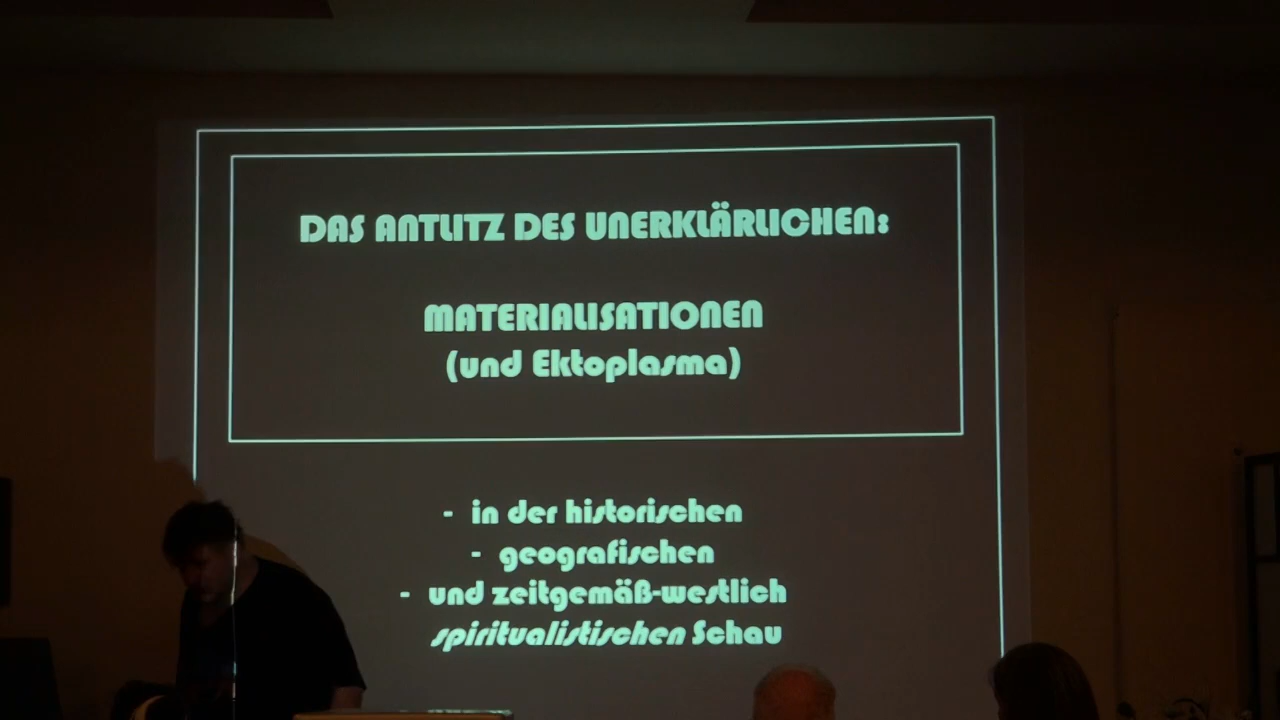 DAS ANTLITZ DES UNERKLÄRLICHEN:
MATERIALISATIONEN
(und Ektoplasma)
- in der historischen
- geografischen
- und zeitgemäß-westlich
spiritualistischen Schau